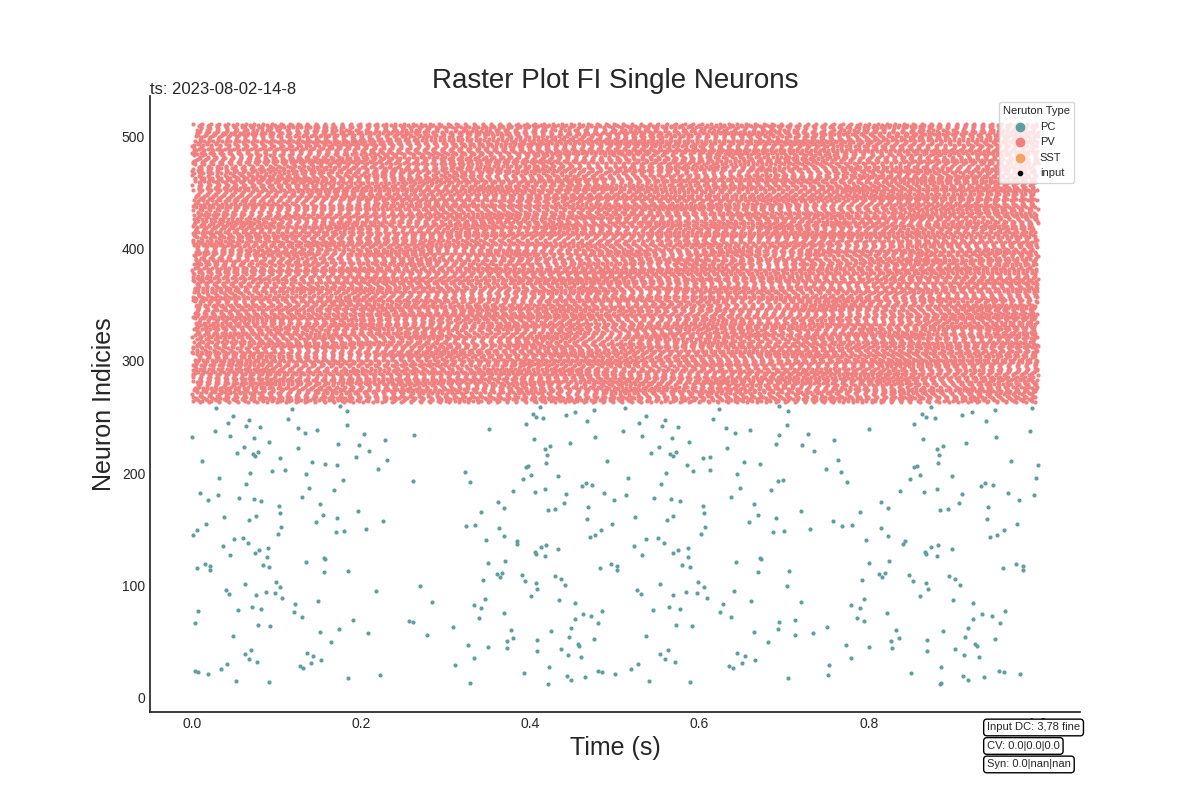 Raster Plot FI Single Neurons
ts: 2023-08-02-14-8
Neruton Type
PC
PV
SST
input
500
400
300
200
100
0
Neuron Indicies
0.0 0.2 0.4 0.6 0.8
Time (s)
Input DC: 3,78 fine
CV: 0.0|0.0|0.0
Syn: 0.0|nan|nan